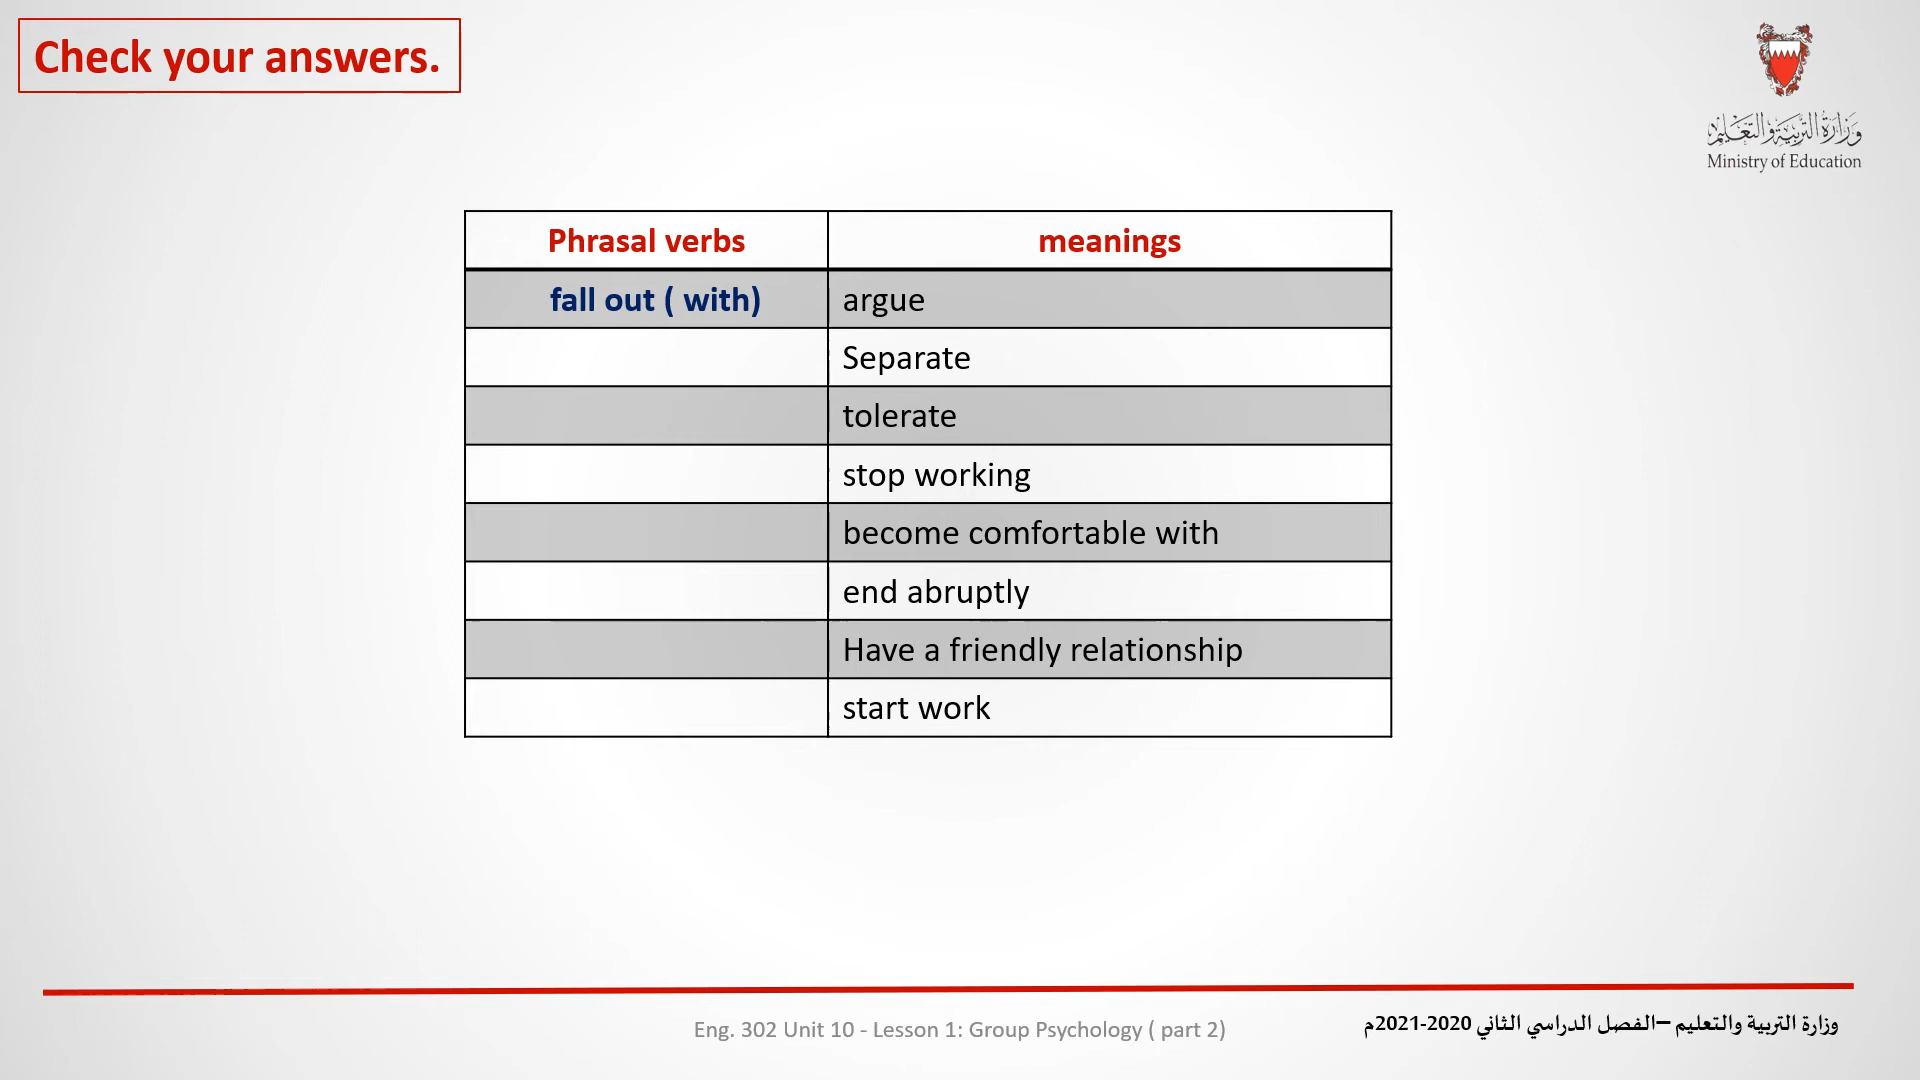 Check your answers.
وزارة التربية والتعليم
Ministry of Education
Phrasal verbs meanings
fall out ( with) argue
Separate
tolerate
stop working
become comfortable with
end abruptly
Have a friendly relationship
start work
Eng. 302 Unit 10 - Lesson 1: Group Psychology ( part 2)
وزارة التربية والتعليم –الفصل الدراسي الثاني 2020-2021م